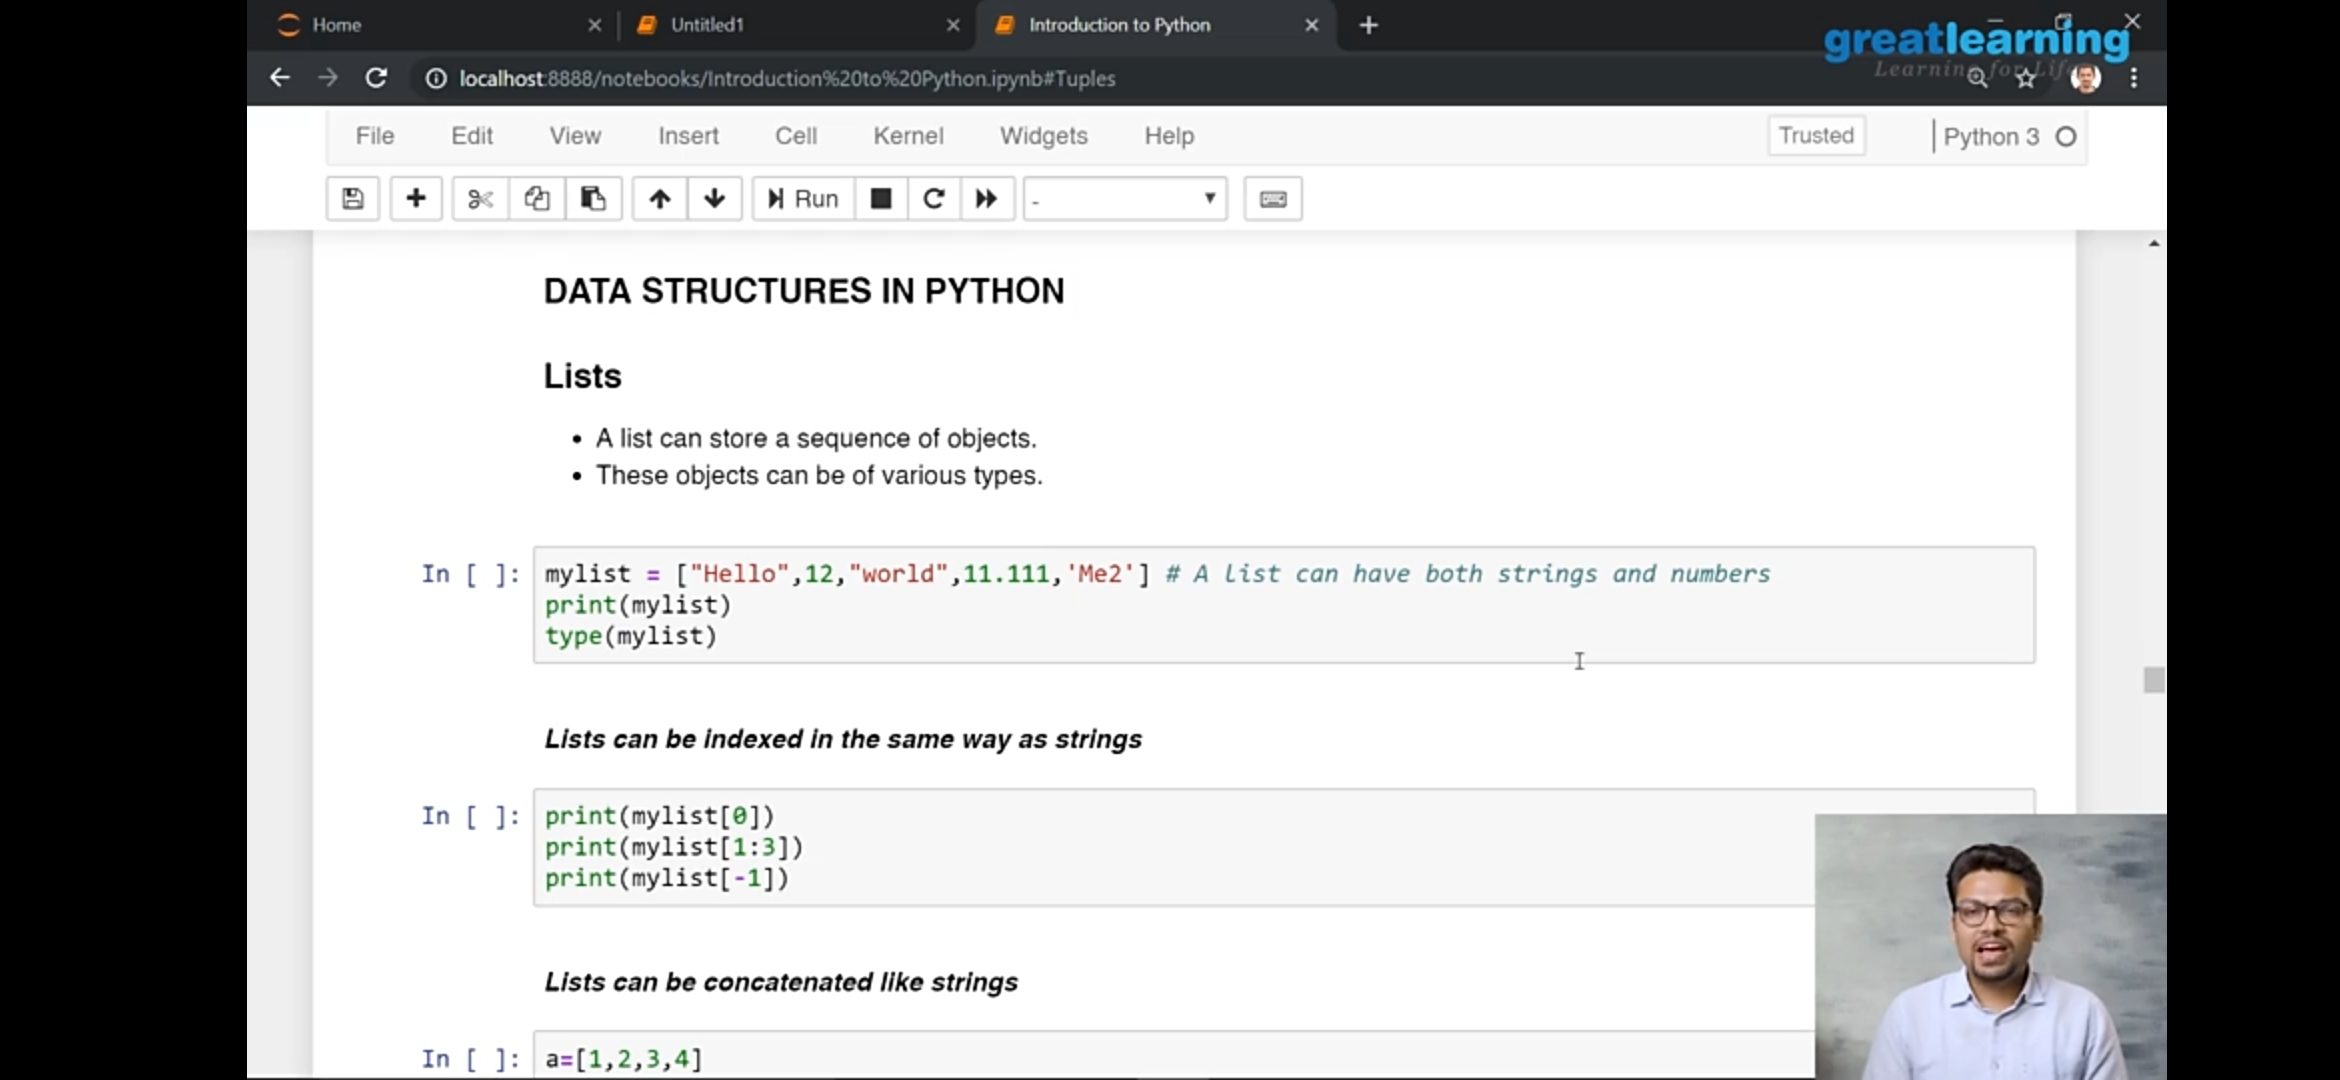 Home
Untitled1
Introduction to Python
greatlearning
Learning for Life
localhost:8888/notebooks/Introduction%20to%20Python.ipynb#Tuples
File Edit View Insert Cell Kernel Widgets Help
Trusted
Python 3
Run
-
DATA STRUCTURES IN PYTHON
Lists
• A list can store a sequence of objects.
• These objects can be of various types.
In [ ]: mylist = ["Hello",12,"world",11.111,'Me2'] # A list can have both strings and numbers
print(mylist)
type(mylist)
Lists can be indexed in the same way as strings
In [ ]: print(mylist[0])
print(mylist[1:3])
print(mylist[-1])
Lists can be concatenated like strings
In [ ]: a=[1,2,3,4]